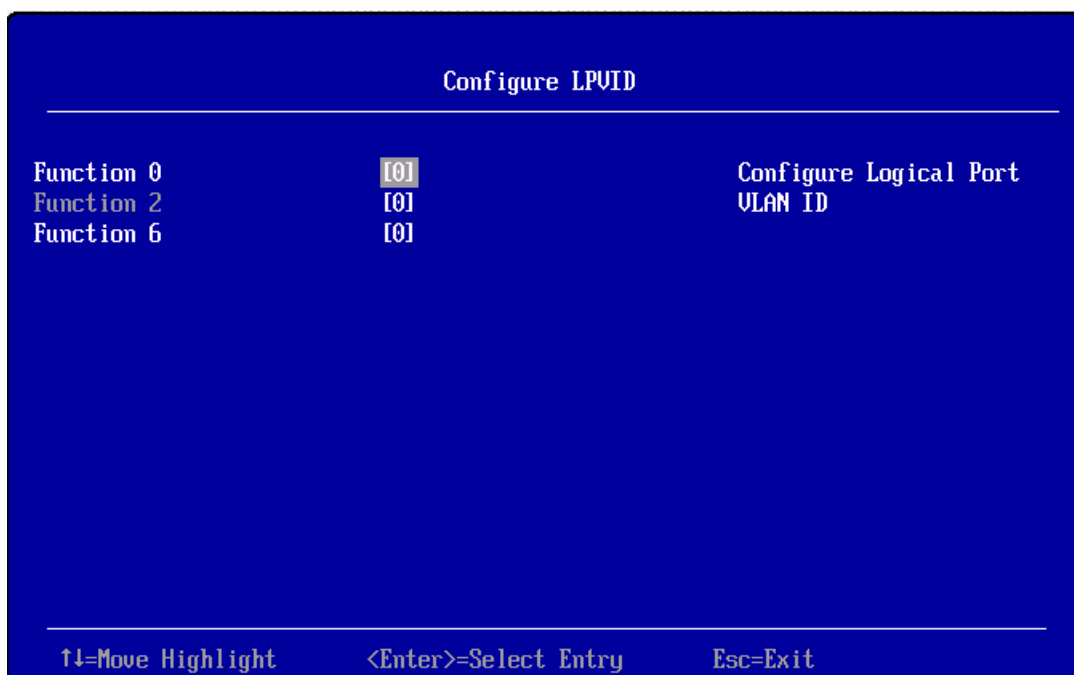 Configure LPVID
Function 0 [0] Configure Logical Port
Function 2 [0] VLAN ID
Function 6 [0]
↑↓=Move Highlight <Enter>=Select Entry Esc=Exit